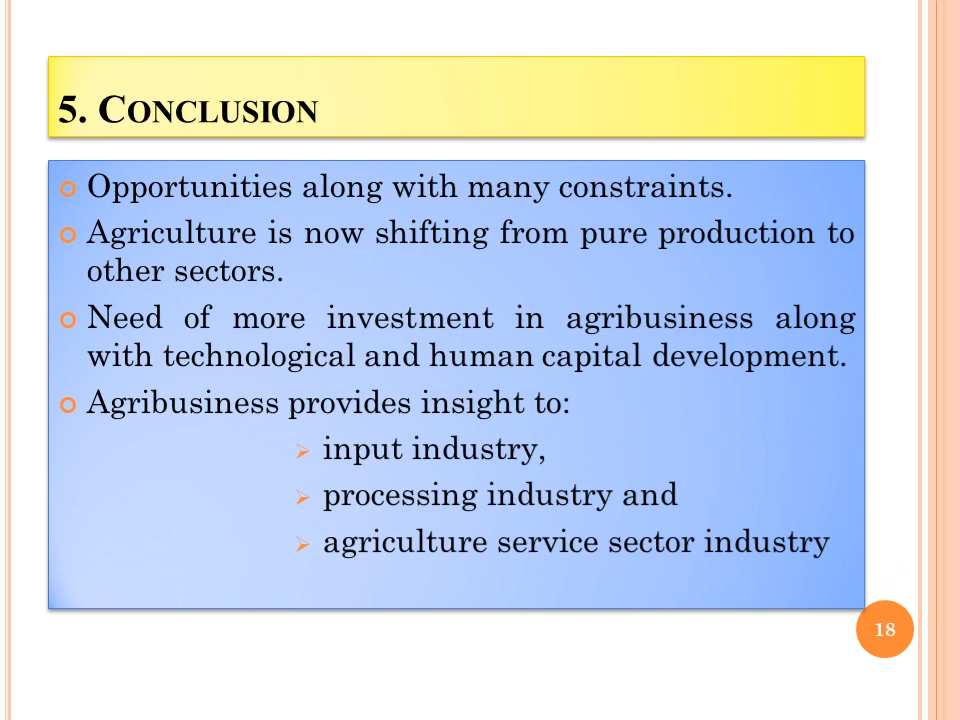 5. CONCLUSION
Opportunities along with many constraints.
Agriculture is now shifting from pure production to
other sectors.
Need of more investment in agribusiness along
with technological and human capital development.
Agribusiness provides insight to:
input industry,
processing industry and
agriculture service sector industry
18